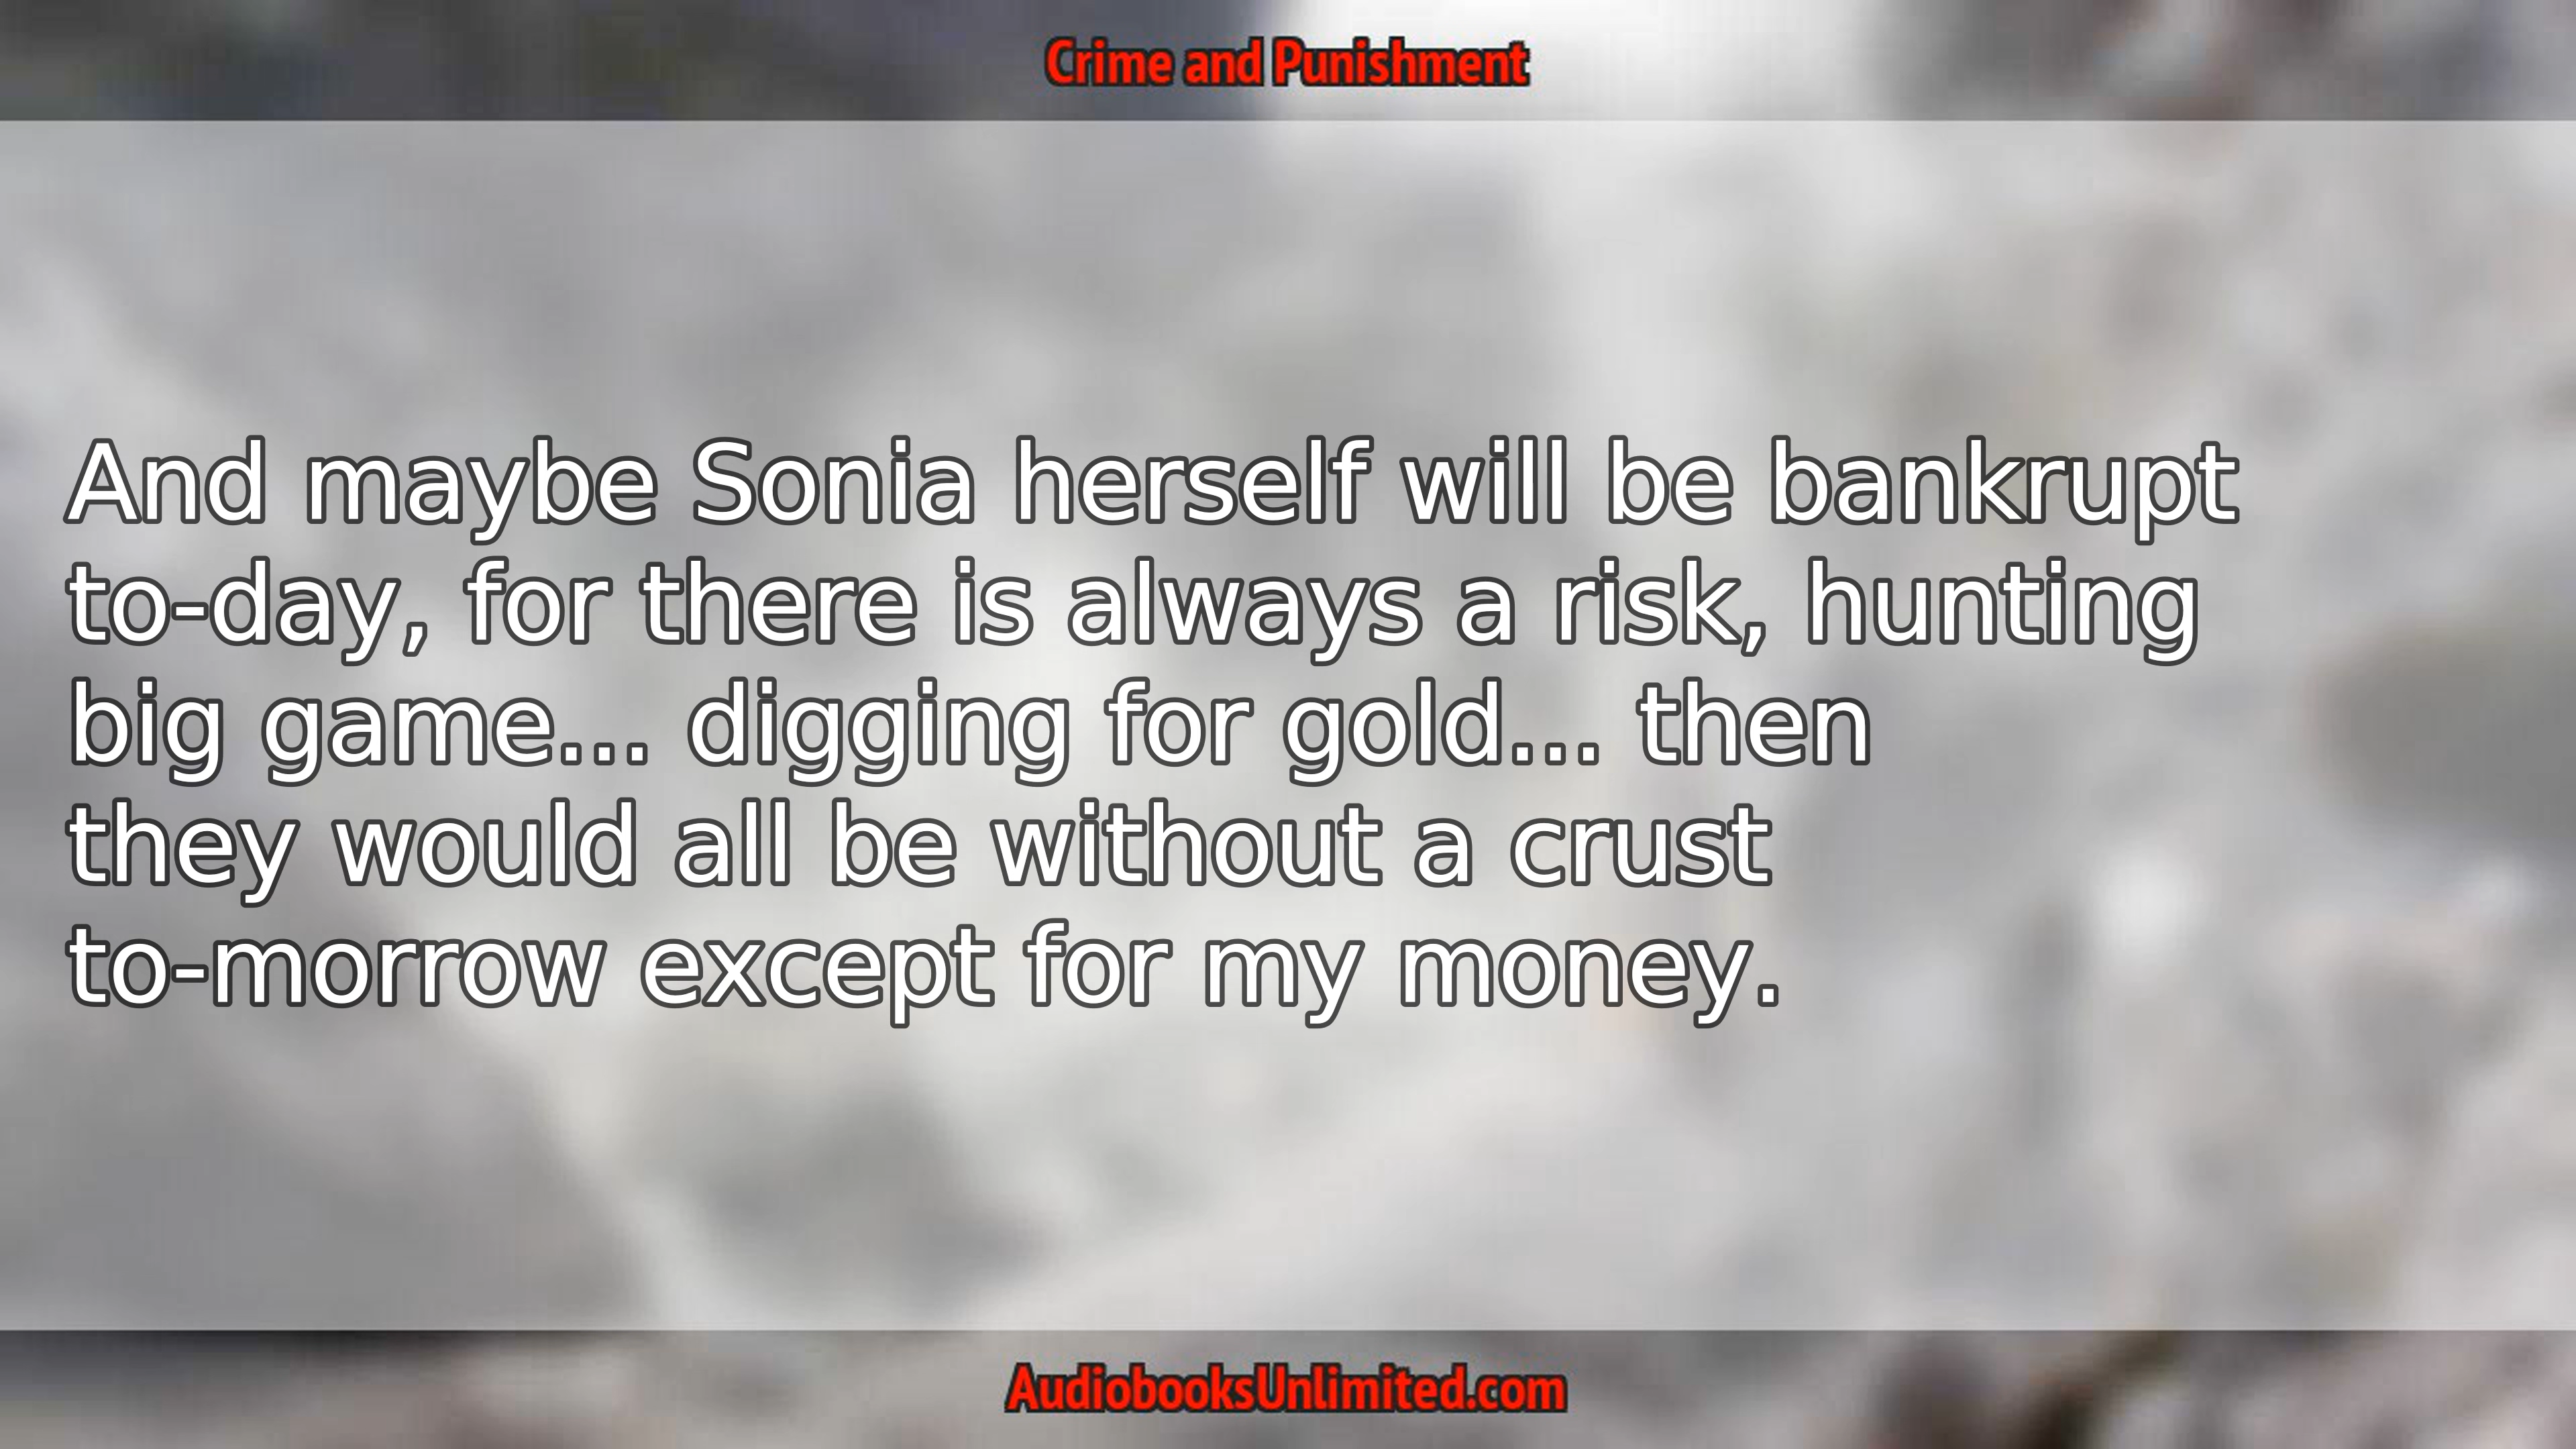 Crime and Punishment
And maybe Sonia herself will be bankrupt
to-day, for there is always a risk, hunting
big game... digging for gold... then
they would all be without a crust
to-morrow except for my money.
AudiobooksUnlimited.com